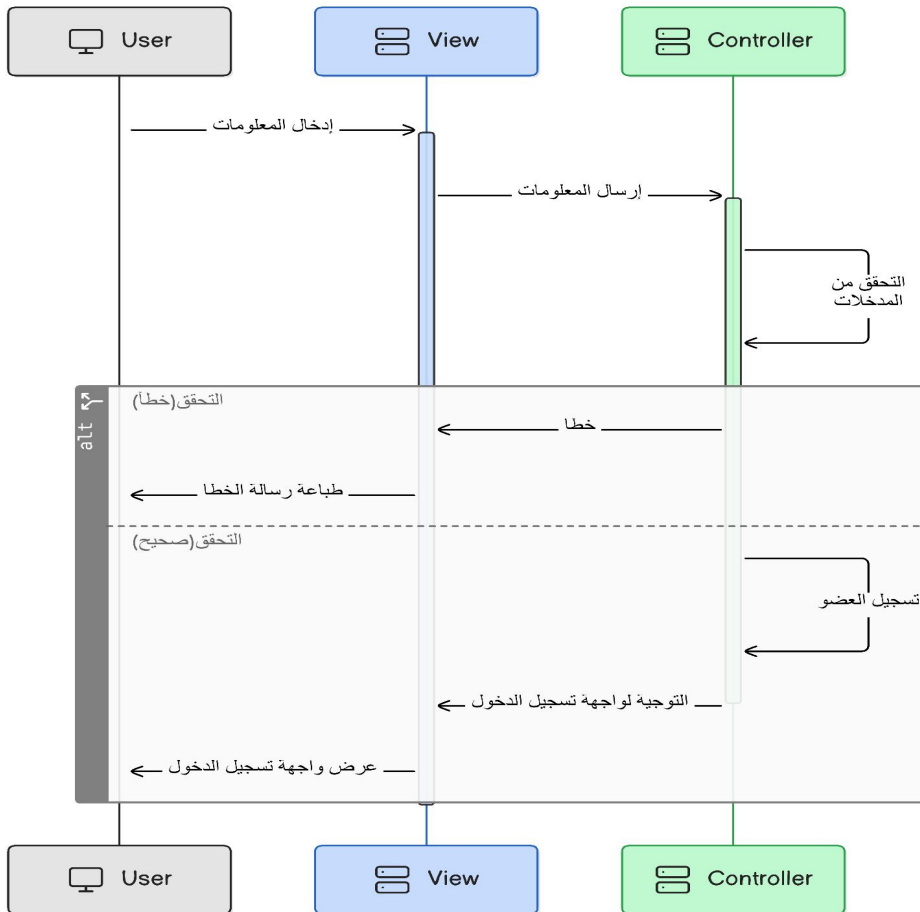 User
View
Controller
إدخال المعلومات
إرسال المعلومات
التحقق من
المدخلات
alt
التحقق(خطأ)
خطا
طباعة رسالة الخطا
التحقق(صحيح)
تسجيل العضو
التوجية لواجهة تسجيل الدخول
عرض واجهة تسجيل الدخول
User
View
Controller